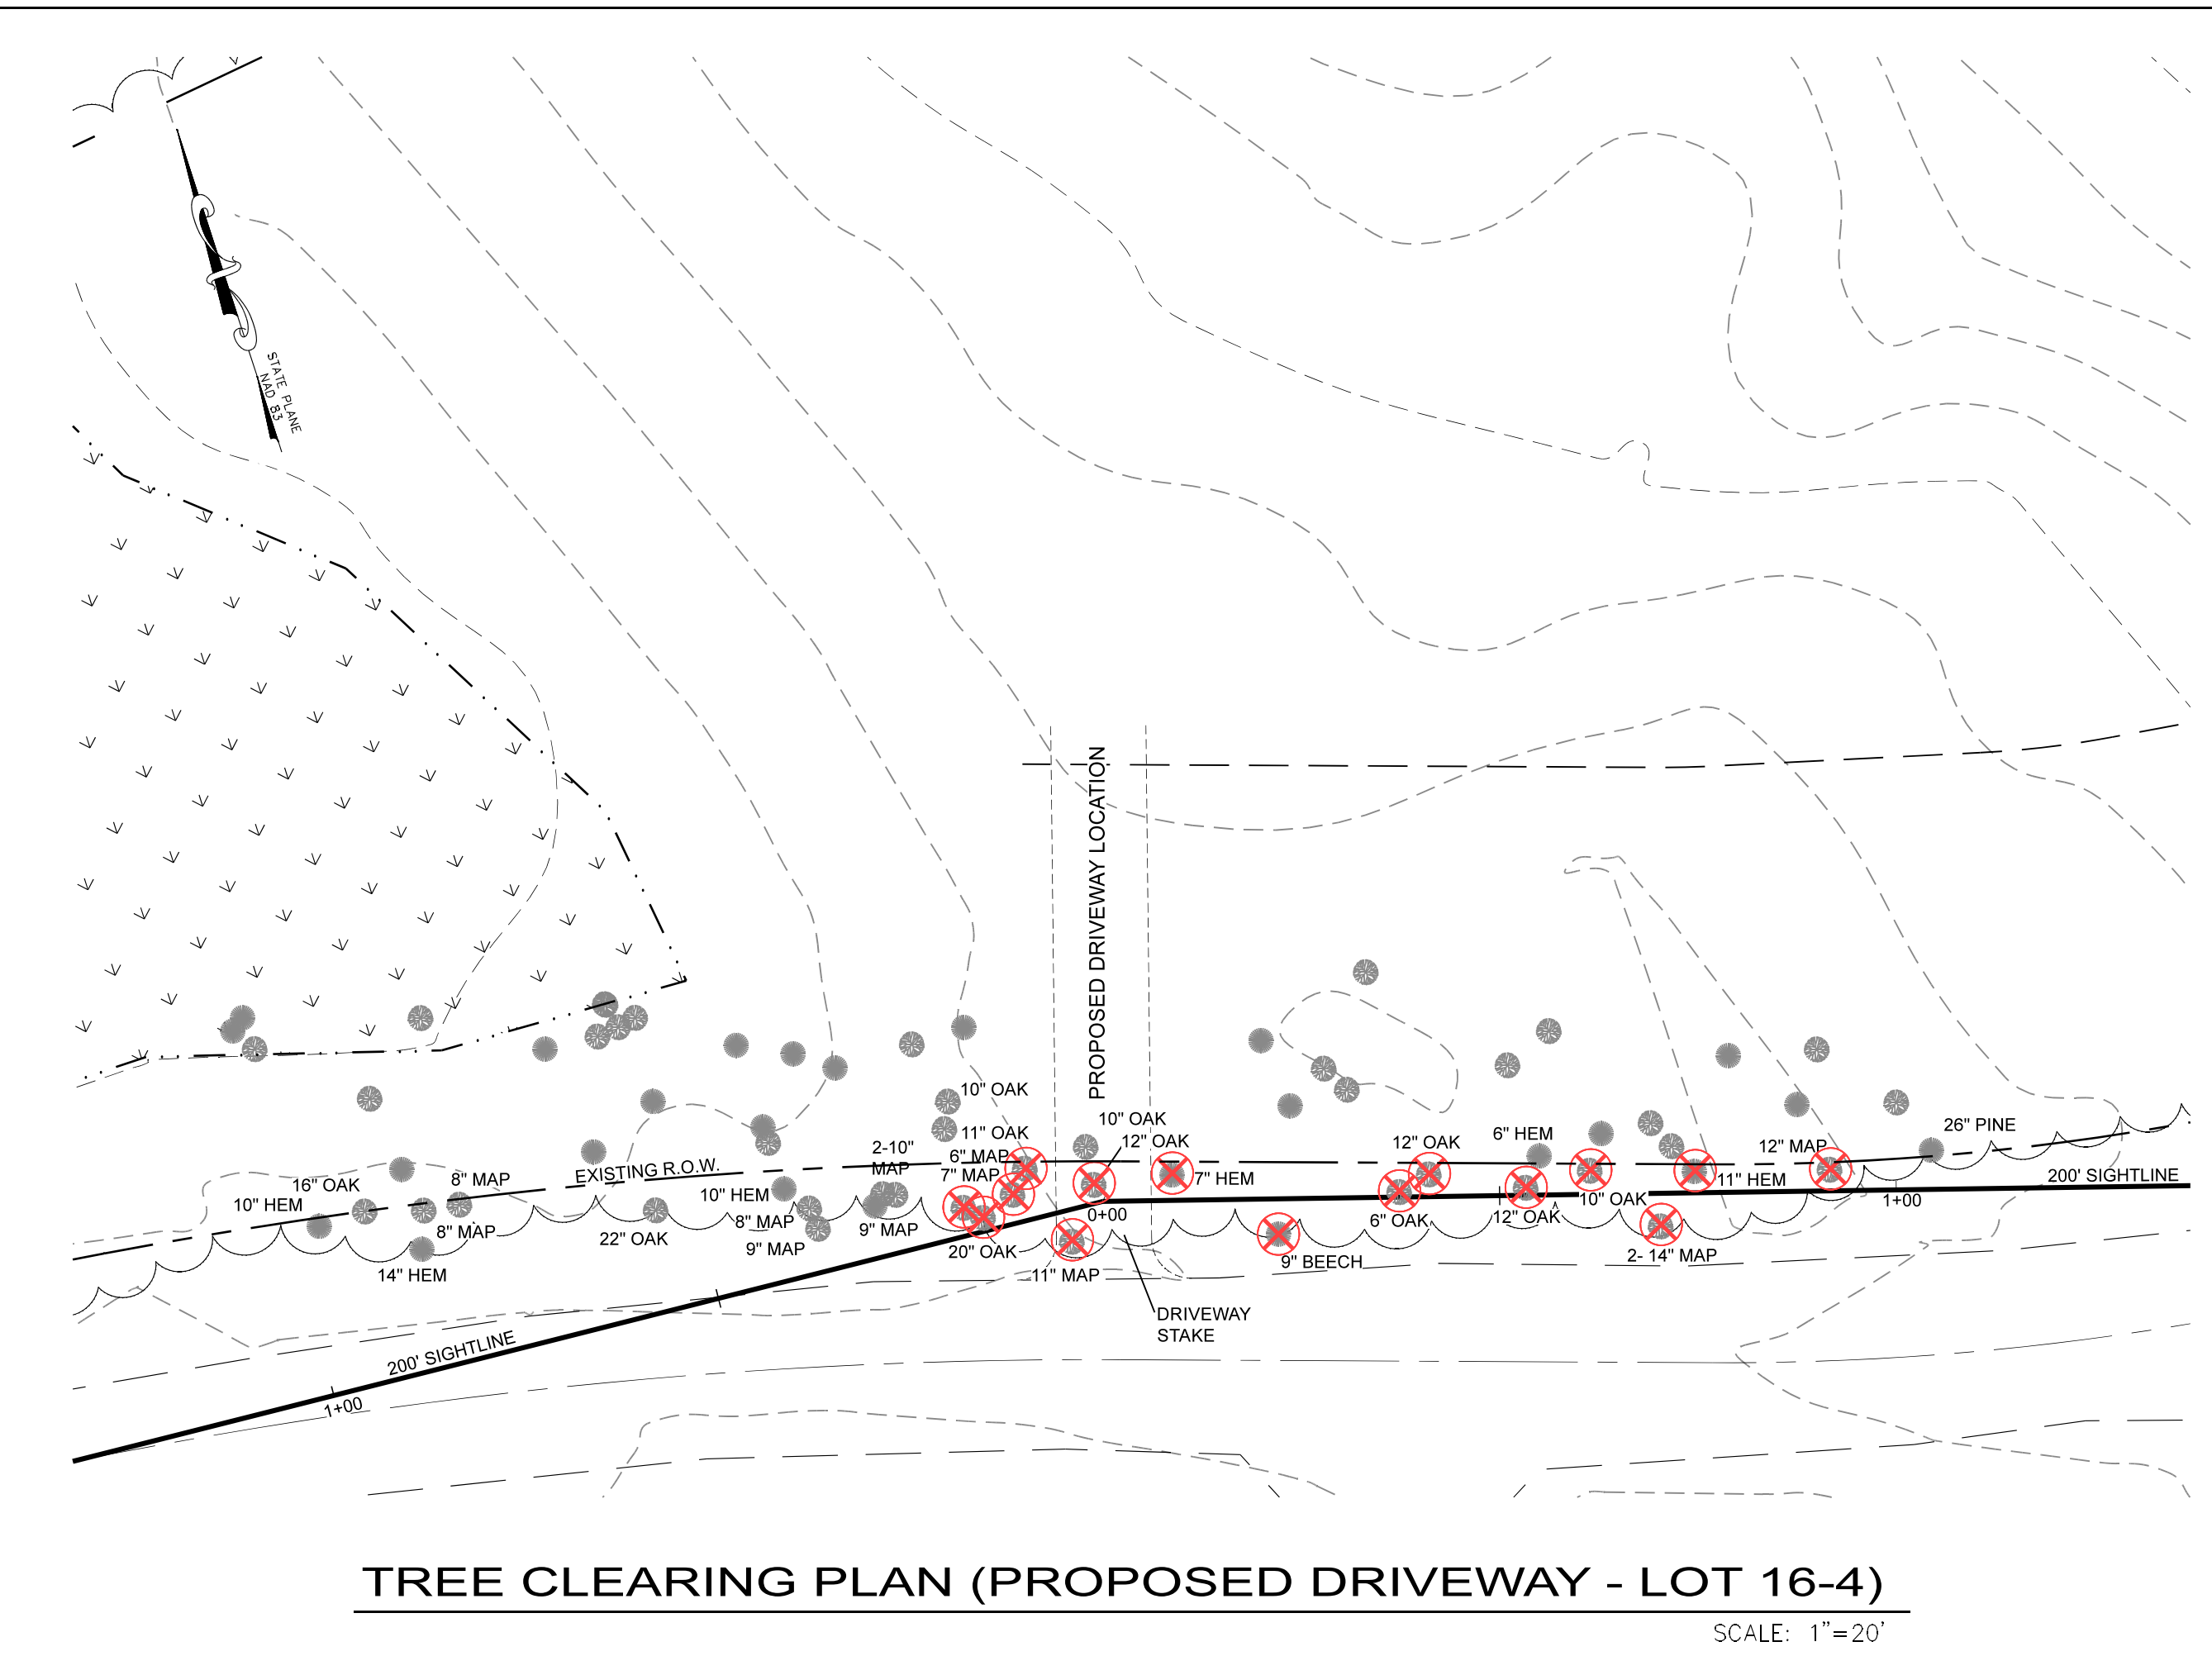 STATE PLANE
NAD 83
PROPOSED DRIVEWAY LOCATION
10" OAK
10" OAK
11" OAK
12" OAK
2-10"
MAP
6" MAP
7" MAP
7" HEM
12" OAK
6" HEM
12" MAP
26" PINE
EXISTING R.O.W.
8" MAP
16" OAK
10" HEM
8" MAP
14" HEM
22" OAK
10" HEM
8" MAP
9" MAP
9" MAP
20" OAK
11" MAP
0+00
9" BEECH
6" OAK
12" OAK
10" OAK
11" HEM
2- 14" MAP
1+00
200' SIGHTLINE
DRIVEWAY
STAKE
200' SIGHTLINE
1+00
TREE CLEARING PLAN (PROPOSED DRIVEWAY - LOT 16-4)
SCALE: 1"=20'